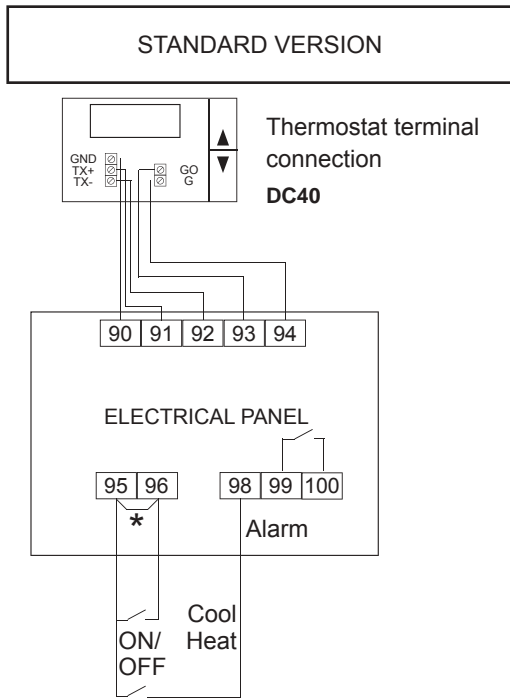 STANDARD VERSION
Thermostat terminal
connection
DC40
GND
TX+
TX-
GO
G
90 91 92 93 94
ELECTRICAL PANEL
95 96 98 99 100
*
Alarm
ON/
OFF
Cool
Heat